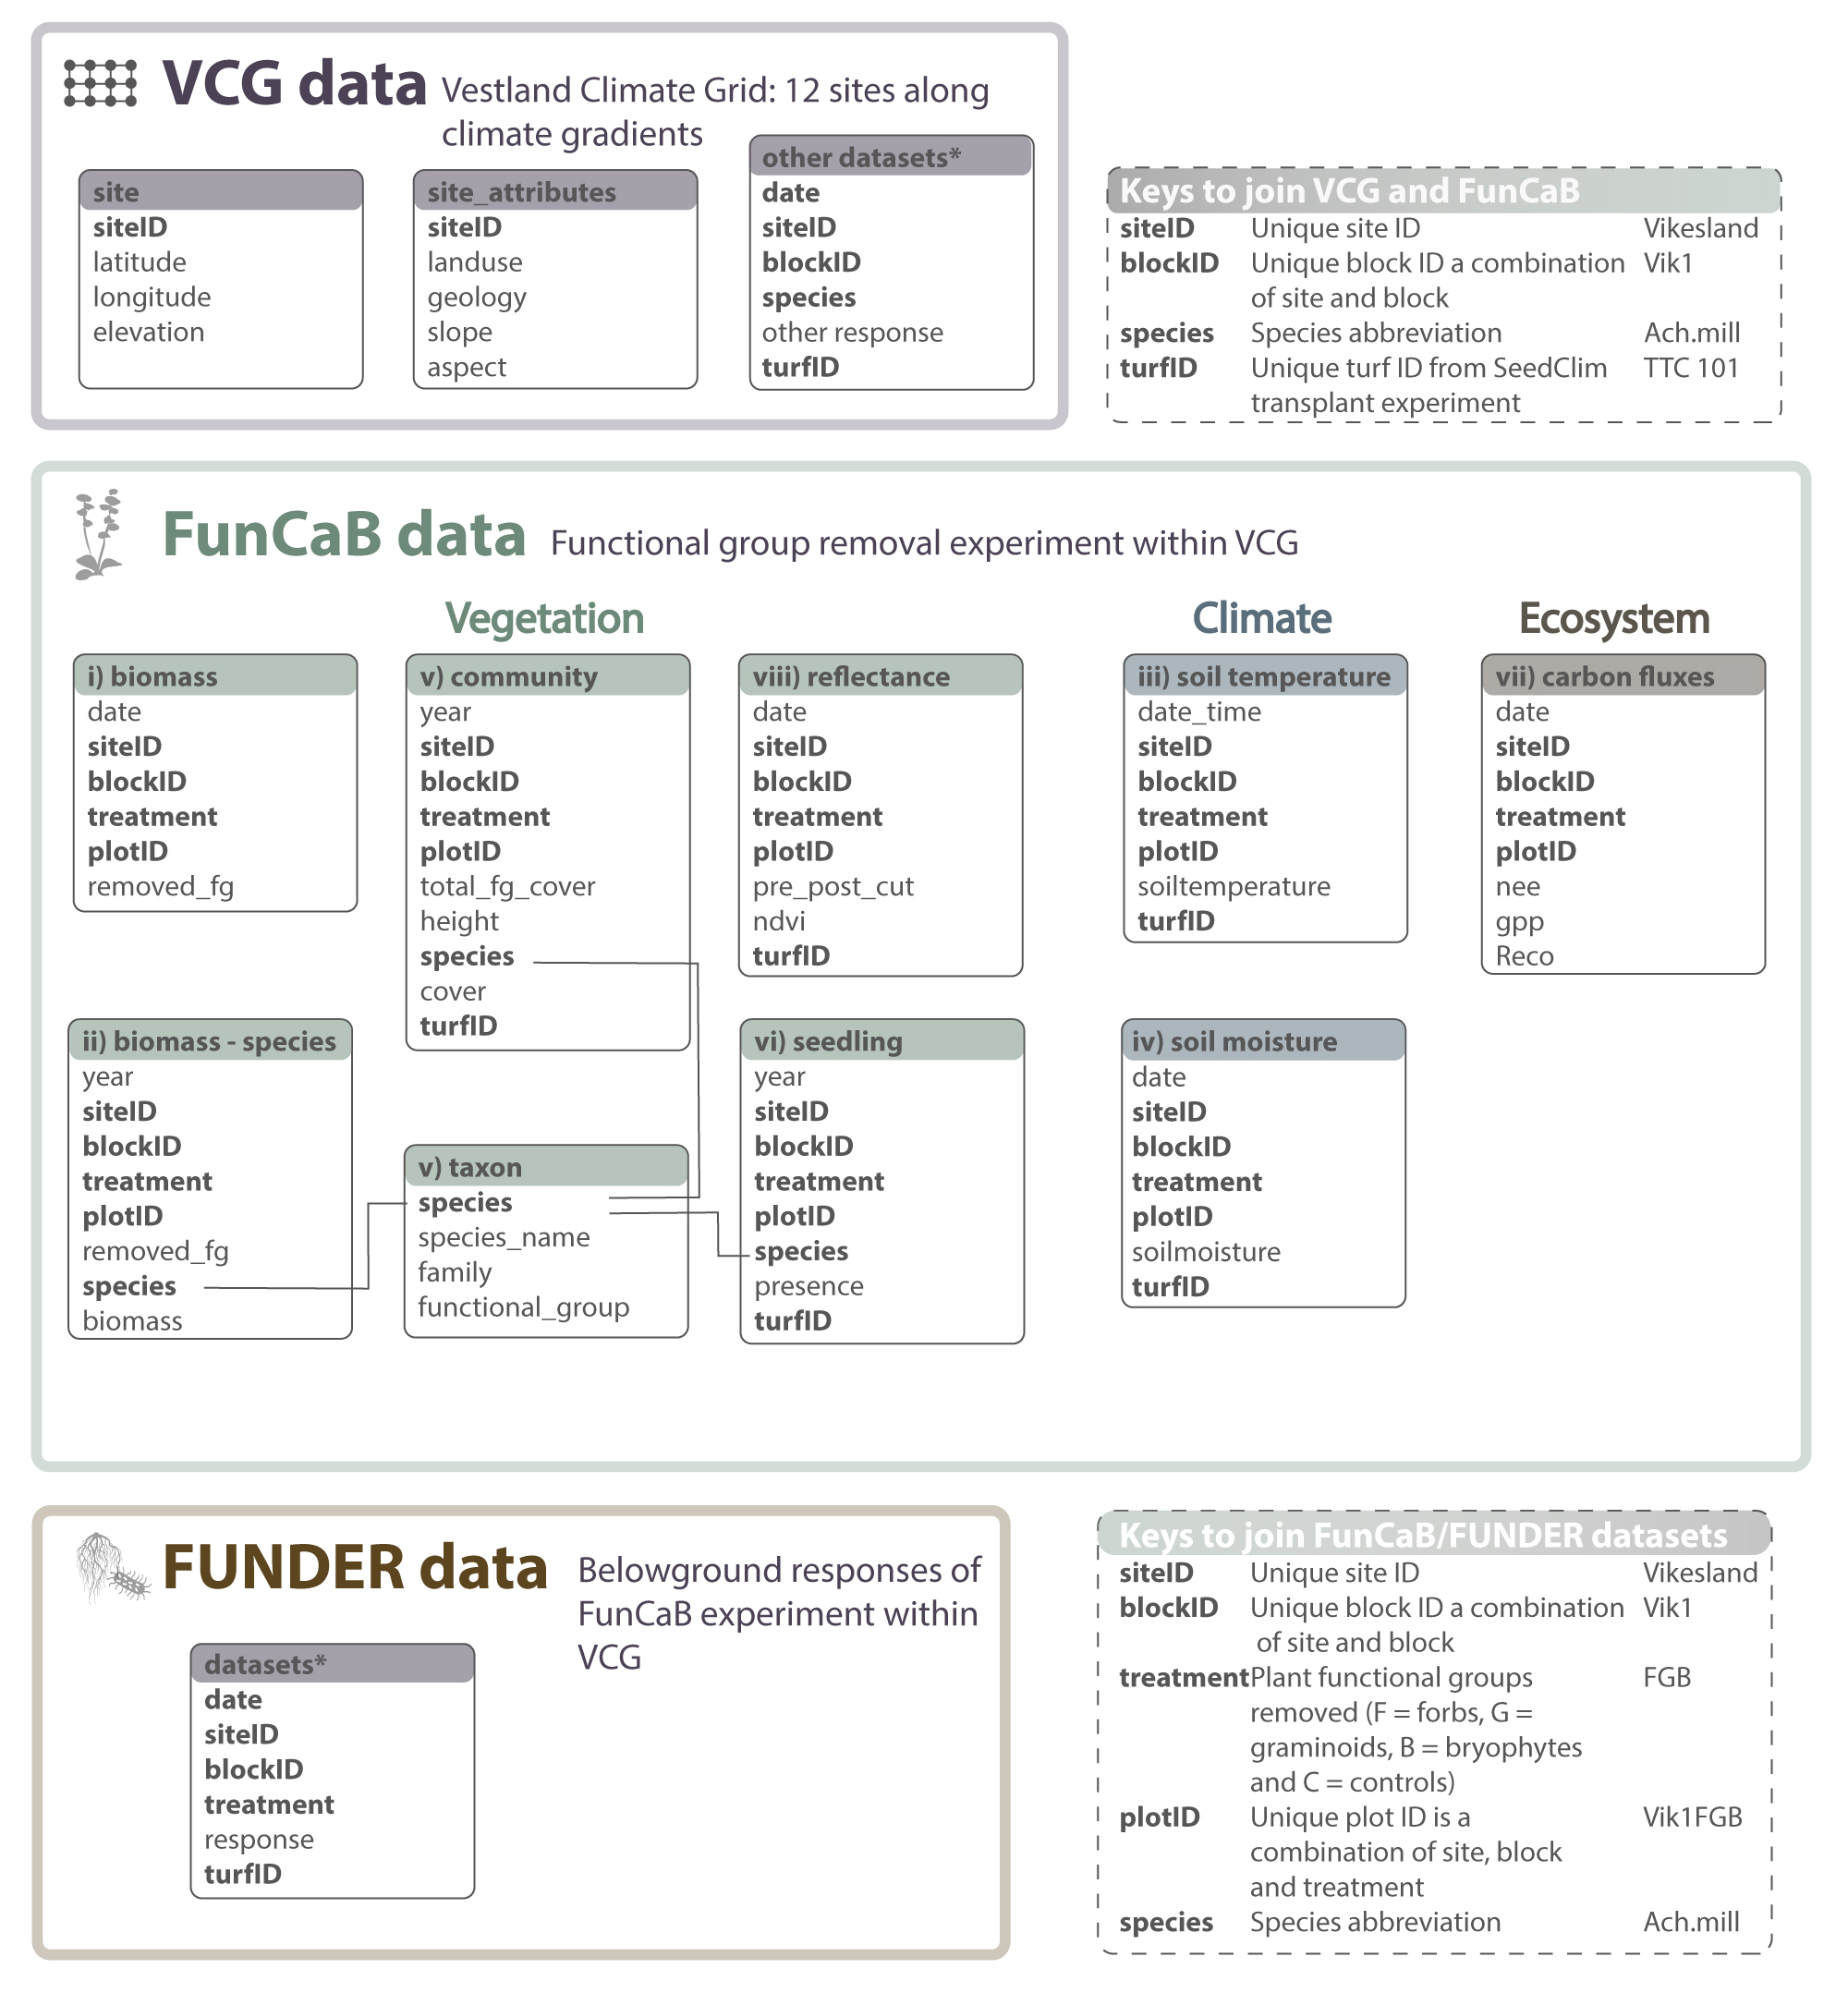 VCG data
Vestland Climate Grid: 12 sites along
climate gradients
site
siteID
latitude
longitude
elevation
site_attributes
siteID
landuse
geology
slope
aspect
other datasets*
date
siteID
blockID
species
other response
turfID
Keys to join VCG and FunCaB
siteID Unique site ID Vikesland
blockID Unique block ID a combination Vik1
of site and block
species Species abbreviation Ach.mill
turfID Unique turf ID from SeedClim TTC 101
transplant experiment
FunCaB data
Functional group removal experiment within VCG
Vegetation
i) biomass
date
siteID
blockID
treatment
plotID
removed_fg
v) community
year
siteID
blockID
treatment
plotID
total_fg_cover
height
species
cover
turfID
viii) reflectance
date
siteID
blockID
treatment
plotID
pre_post_cut
ndvi
turfID
ii) biomass - species
year
siteID
blockID
treatment
plotID
removed_fg
species
biomass
v) taxon
species
species_name
family
functional_group
vi) seedling
year
siteID
blockID
treatment
plotID
species
presence
turfID
Climate
iii) soil temperature
date_time
siteID
blockID
treatment
plotID
soiltemperature
turfID
iv) soil moisture
date
siteID
blockID
treatment
plotID
soilmoisture
turfID
Ecosystem
vii) carbon fluxes
date
siteID
blockID
treatment
plotID
nee
gpp
Reco
FUNDER data
Belowground responses of
FunCaB experiment within
VCG
datasets*
date
siteID
blockID
treatment
response
turfID
Keys to join FunCaB/FUNDER datasets
siteID Unique site ID Vikesland
blockID Unique block ID a combination Vik1
of site and block
treatment Plant functional groups FGB
removed (F = forbs, G =
graminoids, B = bryophytes
and C = controls)
plotID Unique plot ID is a Vik1FGB
combination of site, block
and treatment
species Species abbreviation Ach.mill